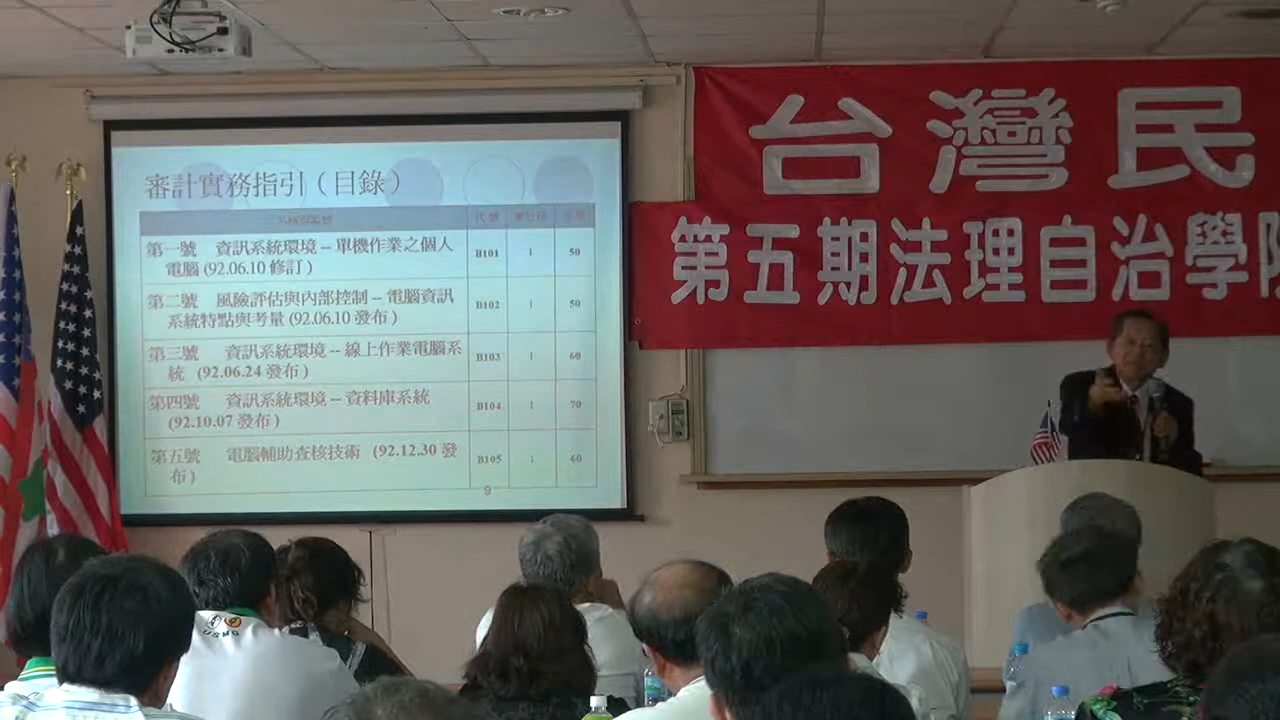 台灣民
第五期法理自治學院
審計實務指引（目錄）
代號
第一號 資訊系統環境－單機作業之個人
電腦 (92.06.10 修訂) B101 1 50
第二號 風險評估與內部控制－電腦資訊
系統特點與考量 (92.06.10 發布) B102 1 50
第三號 資訊系統環境－線上作業電腦系
統 (92.06.24 發布) B103 1 60
第四號 資訊系統環境－資料庫系統
(92.10.07 發布) B104 1 70
第五號 電腦輔助查核技術 (92.12.30 發
布) B105 1 60
9
USMG